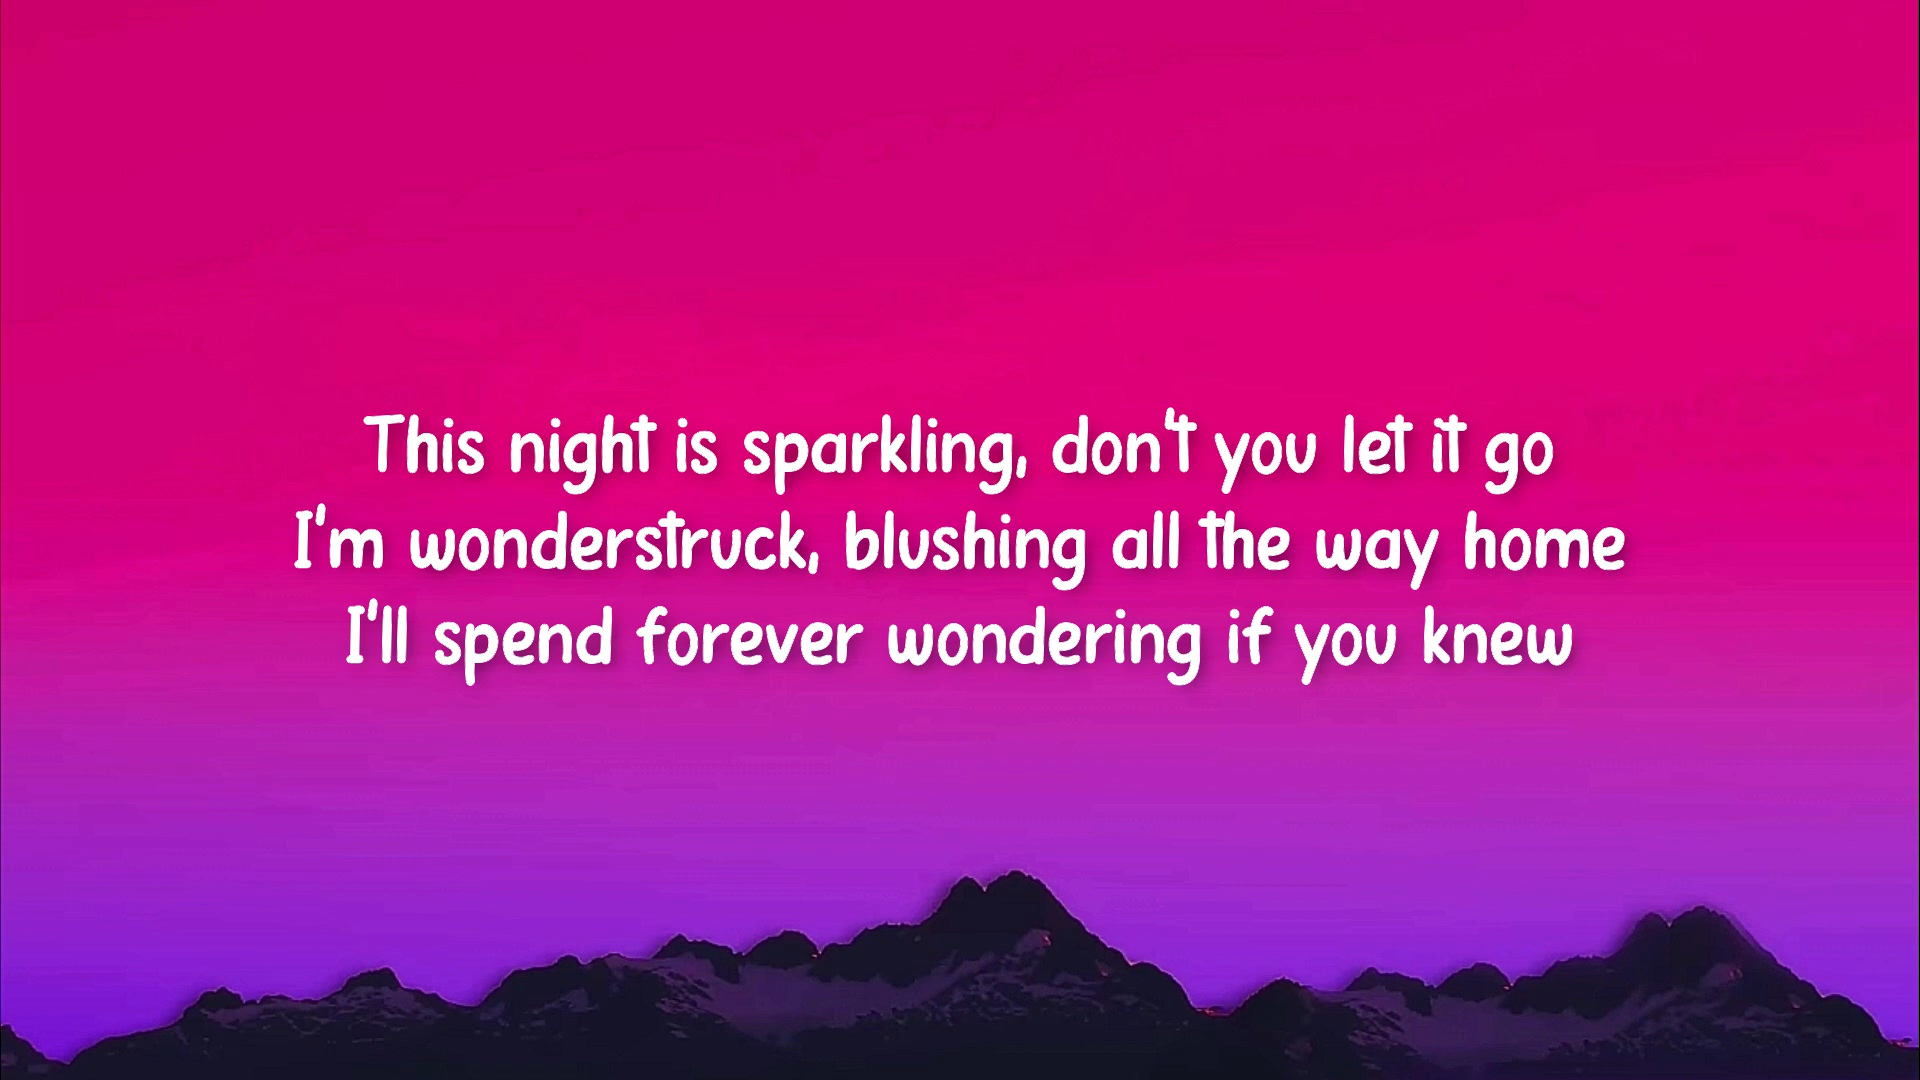 This night is sparkling, don't you let it go
I'm wonderstruck, blushing all the way home
I'll spend forever wondering if you knew